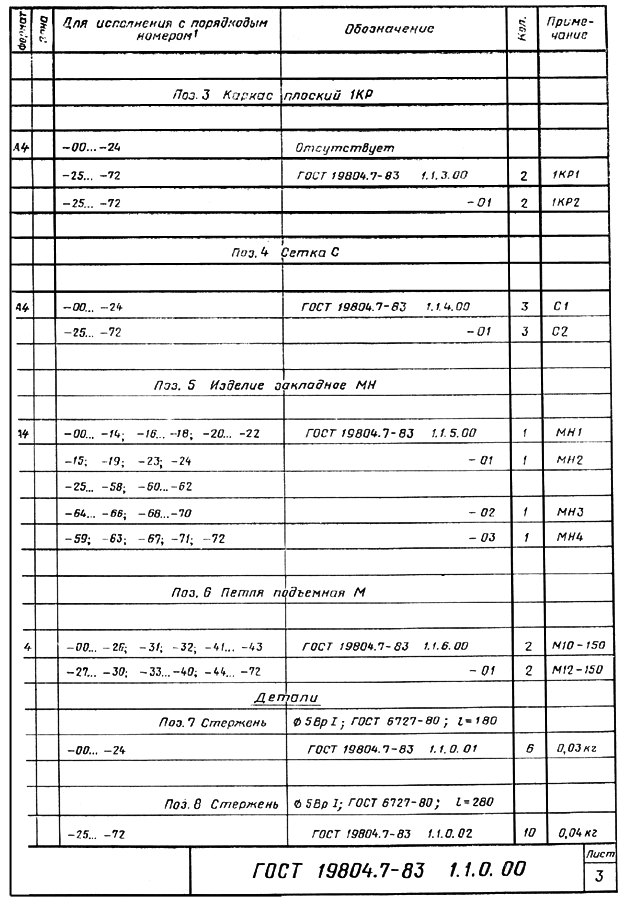 Формат Зона Для исполнения с порядковым номером¹ Обозначение Кол. Примечание
Поз. 3 Каркас плоский 1КР
А4 -00... -24 Отсутствует
-25... -72 ГОСТ 19804.7-83 1.1.3.00 2 1КР1
-25... -72 -01 2 1КР2
Поз. 4 Сетка С
А4 -00... -24 ГОСТ 19804.7-83 1.1.4.00 3 С1
-25... -72 -01 3 С2
Поз. 5 Изделие закладное МН
А4 -00... -14; -16... -18; -20... -22 ГОСТ 19804.7-83 1.1.5.00 1 МН1
-15; -19; -23; -24 -01 1 МН2
-25... -58; -60...-62
-64... -66; -68...-70 -02 1 МН3
-59; -63; -67; -71; -72 -03 1 МН4
Поз. 6 Петля подъемная М
4 -00... -26; -31; -32; -41... -43 ГОСТ 19804.7-83 1.1.6.00 2 М10-150
-27... -30; -33...-40; -44... -72 -01 2 М12-150
Детали
Поз. 7 Стержень ϕ5Вр I; ГОСТ 6727-80; l=180
-00... -24 ГОСТ 19804.7-83 1.1.0.01 6 0,03кг
Поз. 8 Стержень ϕ5Вр I; ГОСТ 6727-80; l=280
-25... -72 ГОСТ 19804.7-83 1.1.0.02 10 0,04кг
ГОСТ 19804.7-83 1.1.0.00
Лист
3